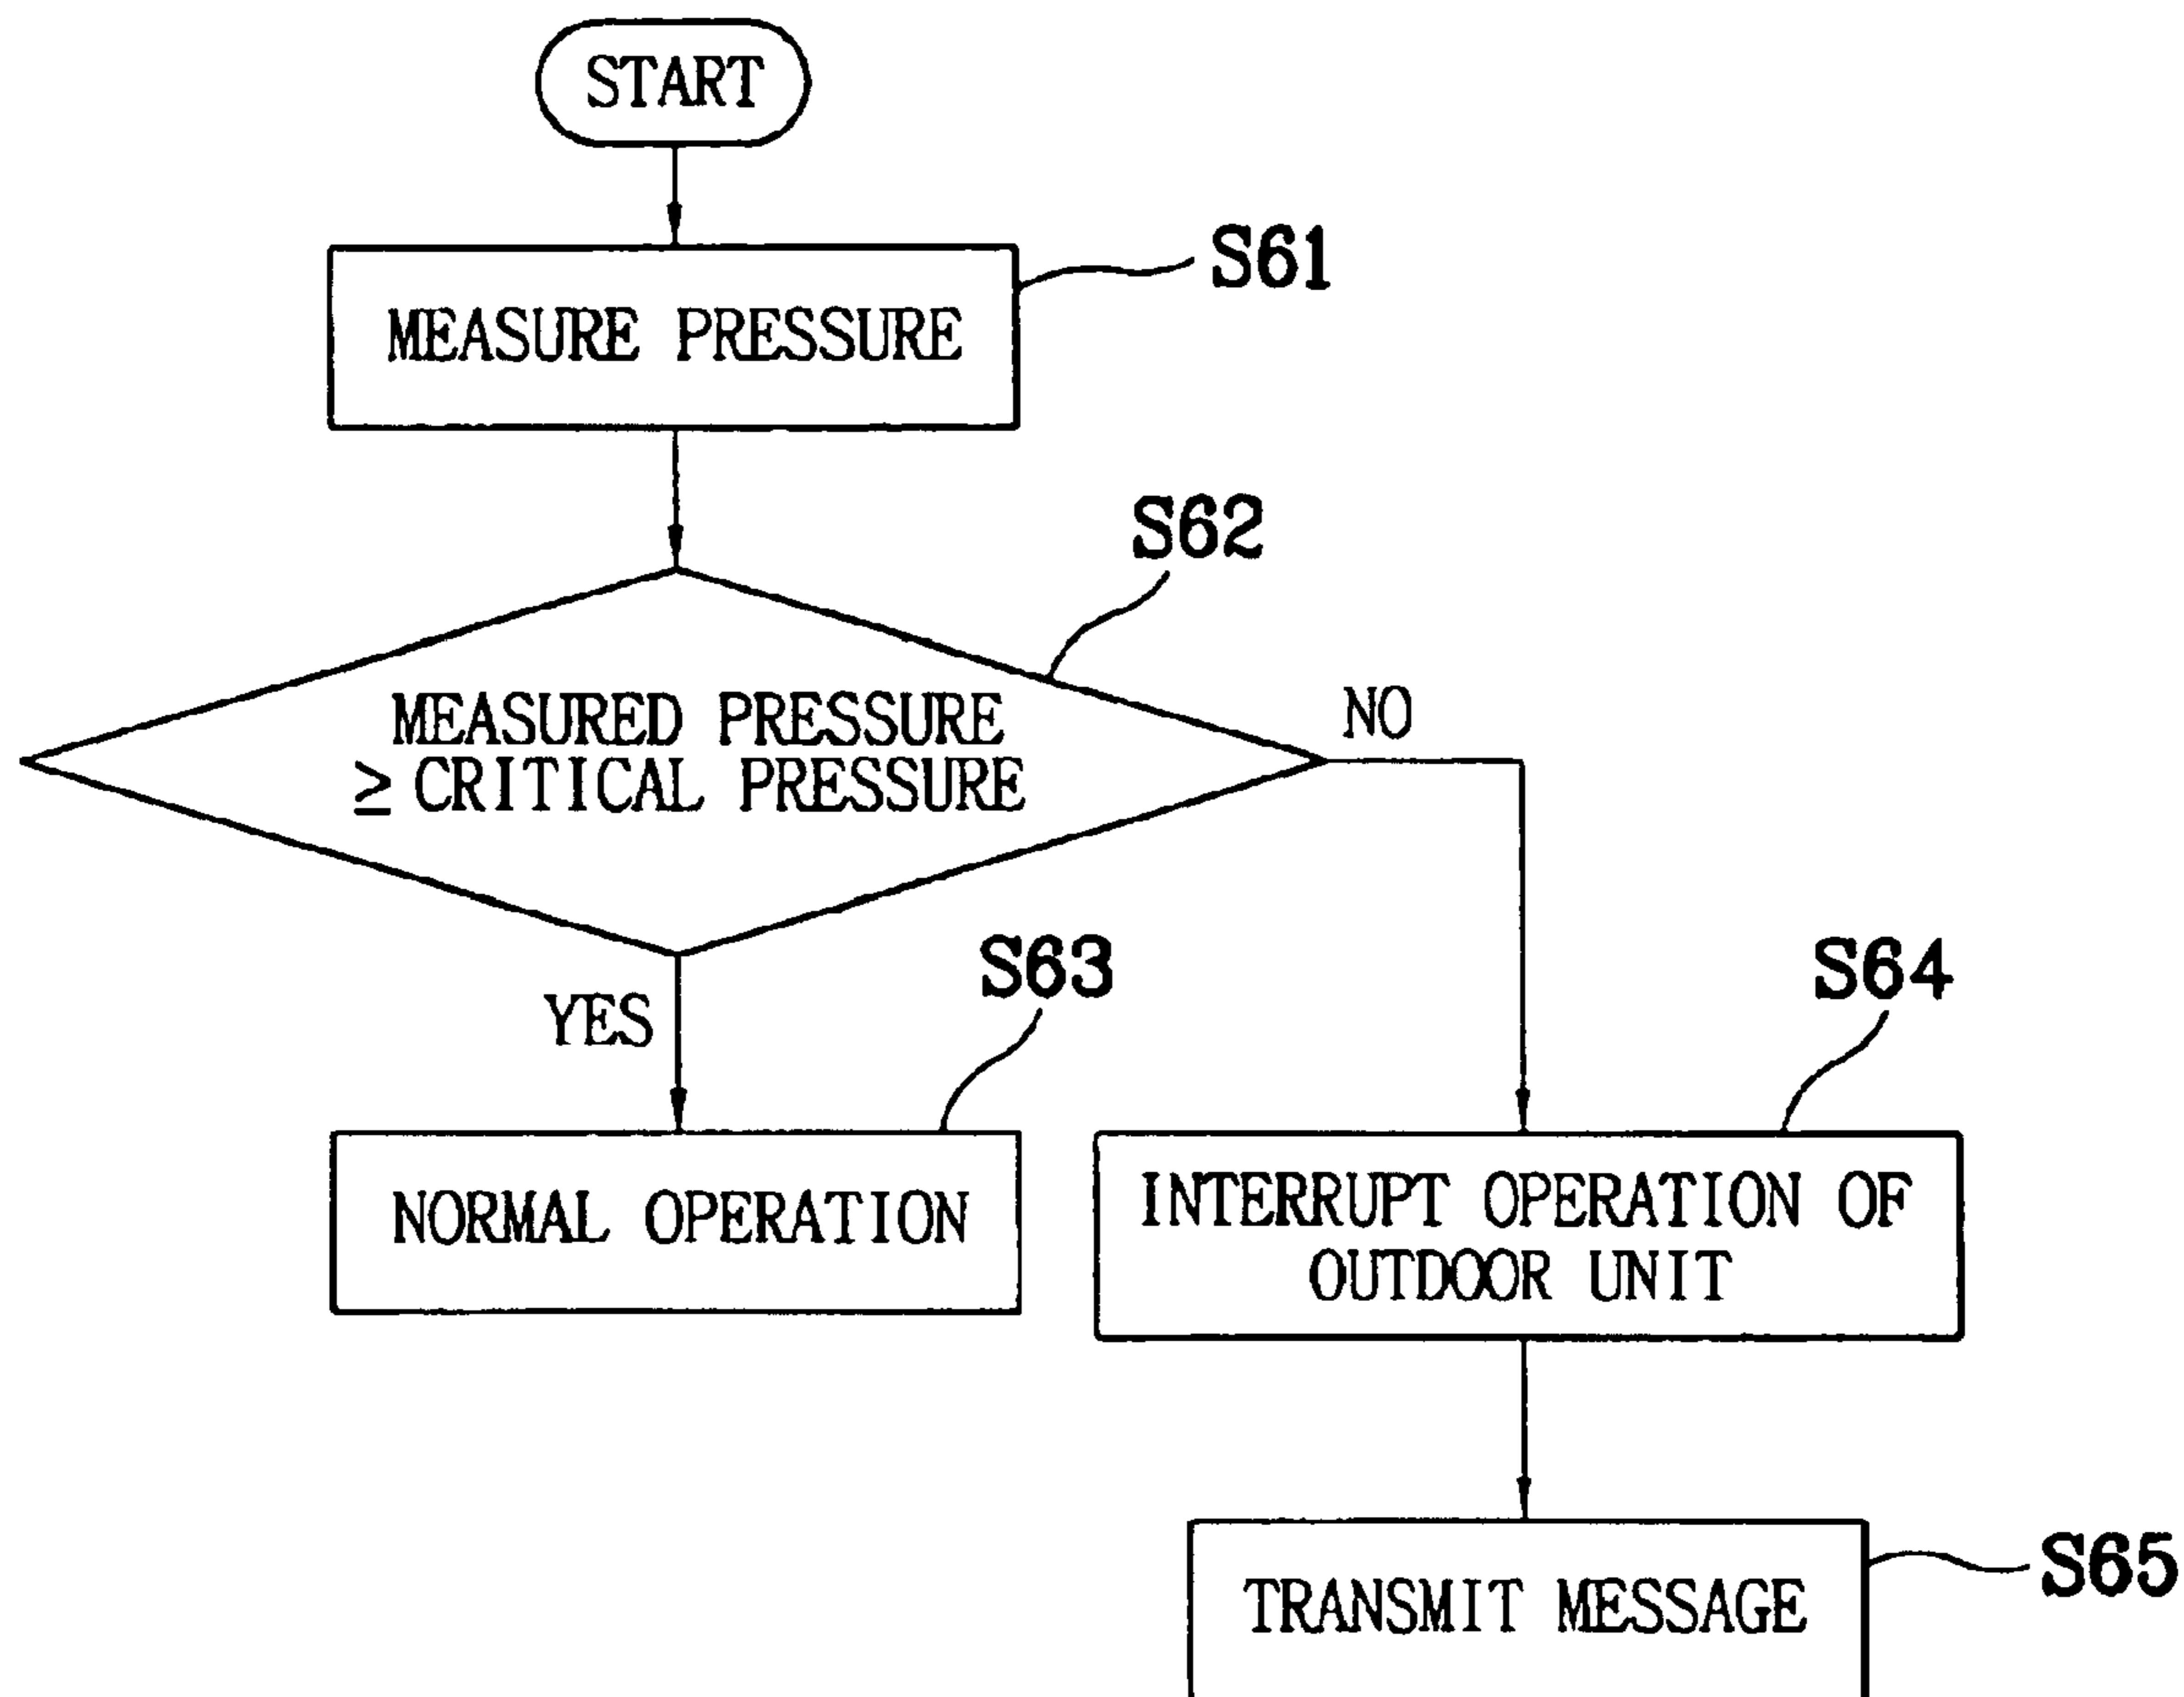 START
S61
MEASURE PRESSURE
S62
MEASURED PRESSURE
≥ CRITICAL PRESSURE
NO
YES
S63
S64
NORMAL OPERATION
INTERRUPT OPERATION OF
OUTDOOR UNIT
S65
TRANSMIT MESSAGE